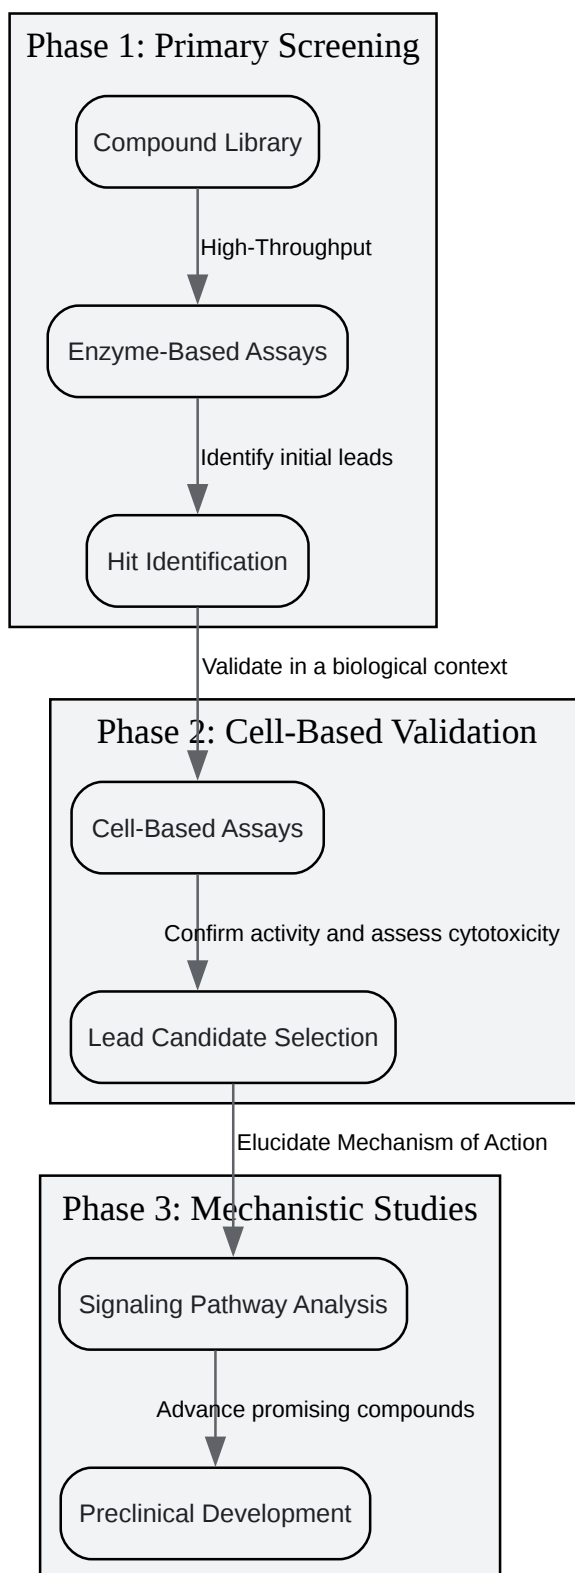 Phase 1: Primary Screening
Compound Library
High-Throughput
Enzyme-Based Assays
Identify initial leads
Hit Identification
Validate in a biological context
Phase 2: Cell-Based Validation
Cell-Based Assays
Confirm activity and assess cytotoxicity
Lead Candidate Selection
Elucidate Mechanism of Action
Phase 3: Mechanistic Studies
Signaling Pathway Analysis
Advance promising compounds
Preclinical Development